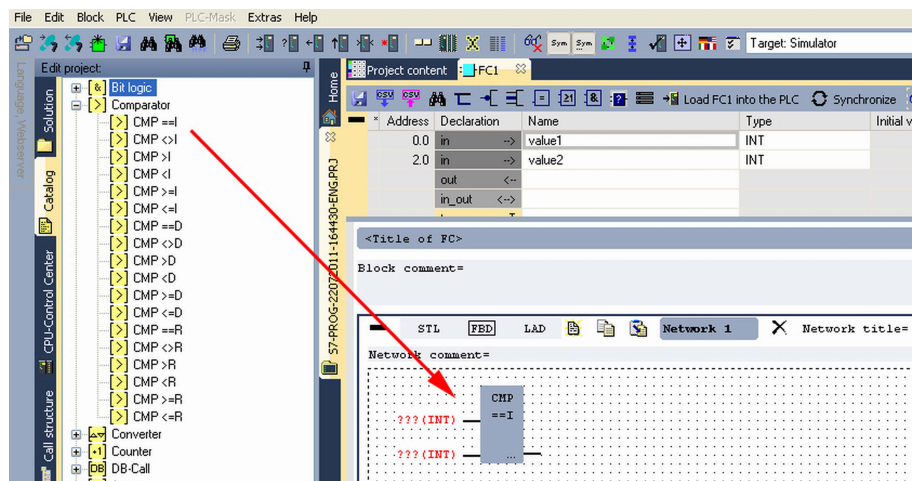 File Edit Block PLC View PLC-Mask Extras Help
Sym Sym Target: Simulator
Language, Webserver
Solution
Catalog
CPU-Control Center
Call structure
Edit project:
Bit logic
Comparator
CMP ==I
CMP <>I
CMP >I
CMP <I
CMP >=I
CMP <=I
CMP ==D
CMP <>D
CMP >D
CMP <D
CMP >=D
CMP <=D
CMP ==R
CMP <>R
CMP >R
CMP <R
CMP >=R
CMP <=R
Converter
Counter
DB DB-Call
Home
S7-PROG-22072011-164430-ENG.PRJ
Project content FC1
CSV CSV Load FC1 into the PLC Synchronize
Address Declaration Name Type Initial v
0.0 in --> value1 INT
2.0 in --> value2 INT
out <--
in_out <-->
<Title of FC>
Block comment=
STL FBD LAD Network 1 Network title=
Network comment=
CMP
==I
???(INT)
???(INT) ...